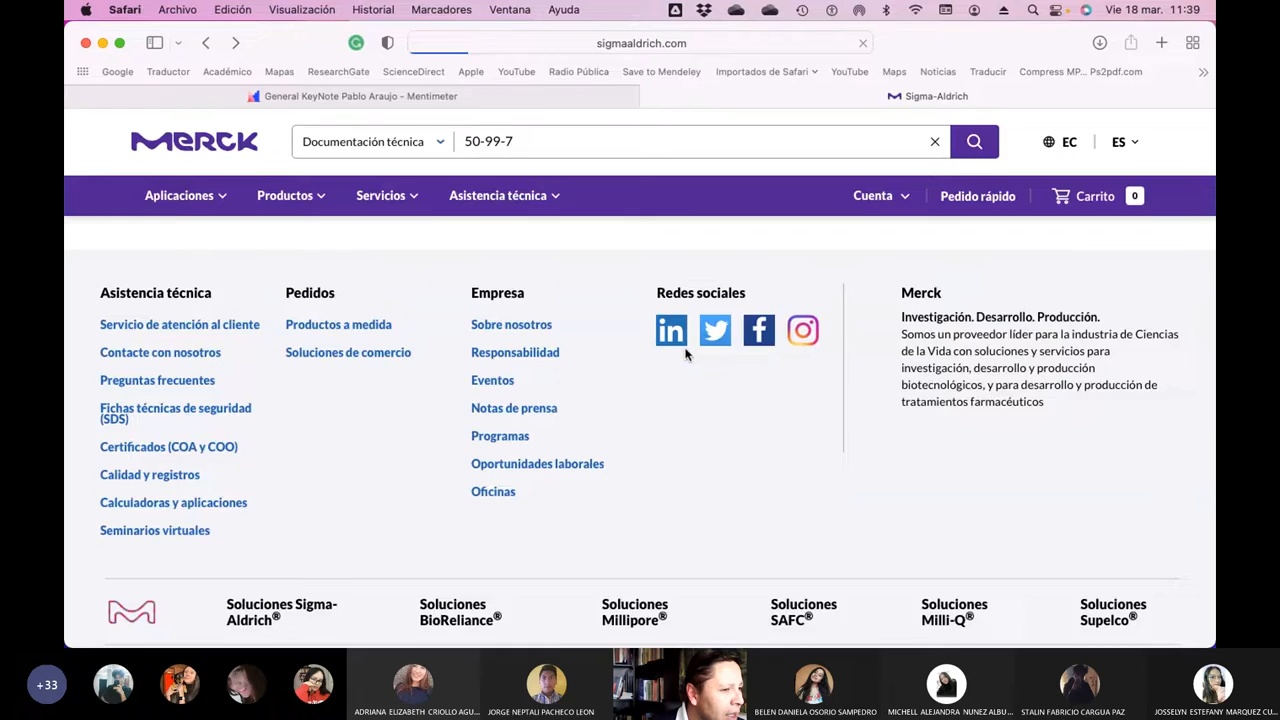 Safari Archivo Edición Visualización Historial Marcadores Ventana Ayuda Vie 18 mar. 11:39
sigmaaldrich.com
Google Traductor Académico Mapas ResearchGate ScienceDirect Apple YouTube Radio Pública Save to Mendeley Importados de Safari YouTube Maps Noticias Traducir Compress MP... Ps2pdf.com
General KeyNote Pablo Araujo - Mentimeter Sigma-Aldrich
MERCK Documentación técnica 50-99-7 EC ES
Aplicaciones Productos Servicios Asistencia técnica Cuenta Pedido rápido Carrito 0
Asistencia técnica
Servicio de atención al cliente
Contacte con nosotros
Preguntas frecuentes
Fichas técnicas de seguridad
(SDS)
Certificados (COA y COO)
Calidad y registros
Calculadoras y aplicaciones
Seminarios virtuales
Pedidos
Productos a medida
Soluciones de comercio
Empresa
Sobre nosotros
Responsabilidad
Eventos
Notas de prensa
Programas
Oportunidades laborales
Oficinas
Redes sociales
in f
Merck
Investigación. Desarrollo. Producción.
Somos un proveedor líder para la industria de Ciencias
de la Vida con soluciones y servicios para
investigación, desarrollo y producción
biotecnológicos, y para desarrollo y producción de
tratamientos farmacéuticos
Soluciones Sigma-
Aldrich®
Soluciones
BioReliance®
Soluciones
Millipore®
Soluciones
SAFC®
Soluciones
Milli-Q®
Soluciones
Supelco®
+33
ADRIANA ELIZABETH CRIOLLO AGU...
JORGE NEPTALI PACHECO LEON
BELEN DANIELA OSORIO SAMPEDRO
MICHELL ALEJANDRA NUNEZ ALBU...
STALIN FABRICIO CARGUA PAZ
JOSSELYN ESTEFANY MARQUEZ CU...